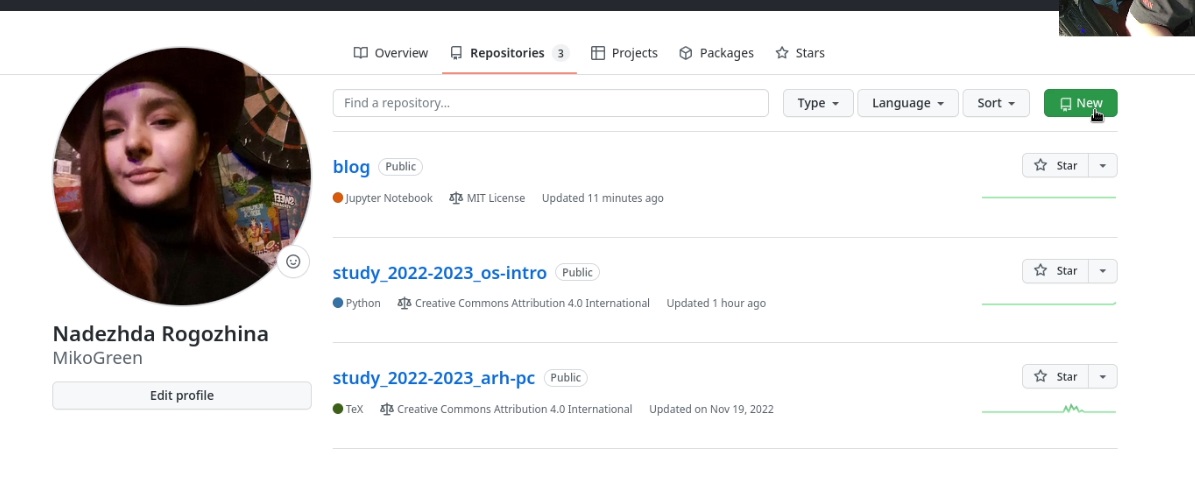 Overview Repositories 3 Projects Packages Stars
Find a repository... Type Language Sort New
blog Public Star
Jupyter Notebook MIT License Updated 11 minutes ago
study_2022-2023_os-intro Public Star
Python Creative Commons Attribution 4.0 International Updated 1 hour ago
Nadezhda Rogozhina
MikoGreen
Edit profile
study_2022-2023_arh-pc Public Star
TeX Creative Commons Attribution 4.0 International Updated on Nov 19, 2022